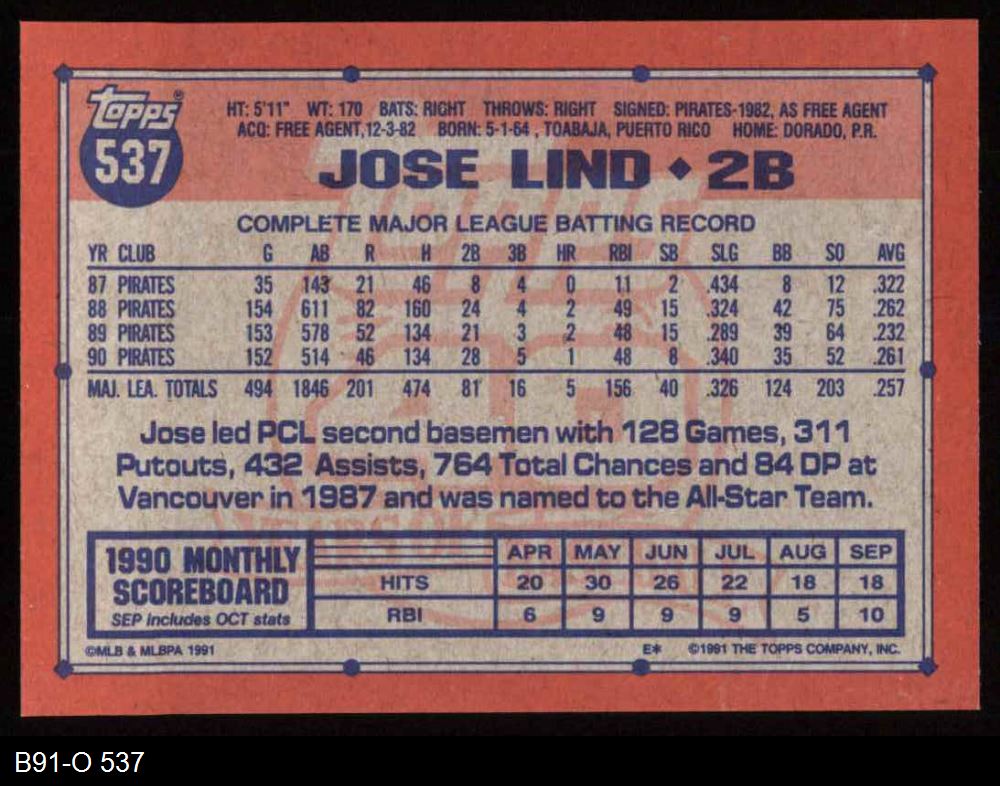 Topps®
537
HT: 5'11" WT: 170 BATS: RIGHT THROWS: RIGHT SIGNED: PIRATES-1982, AS FREE AGENT
ACQ: FREE AGENT,12-3-82 BORN: 5-1-64 , TOABAJA, PUERTO RICO HOME: DORADO, P.R.
JOSE LIND ◆ 2B
COMPLETE MAJOR LEAGUE BATTING RECORD
YR CLUB G AB R H 2B 3B HR RBI SB SLG BB SO AVG
87 PIRATES 35 143 21 46 8 4 0 11 2 .434 8 12 .322
88 PIRATES 154 611 82 160 24 4 2 49 15 .324 42 75 .262
89 PIRATES 153 578 52 134 21 3 2 48 15 .289 39 64 .232
90 PIRATES 152 514 46 134 28 5 1 48 8 .340 35 52 .261
MAJ. LEA. TOTALS 494 1846 201 474 81 16 5 156 40 .326 124 203 .257
Jose led PCL second basemen with 128 Games, 311
Putouts, 432 Assists, 764 Total Chances and 84 DP at
Vancouver in 1987 and was named to the All-Star Team.
1990 MONTHLY
SCOREBOARD
SEP includes OCT stats
APR MAY JUN JUL AUG SEP
HITS 20 30 26 22 18 18
RBI 6 9 9 9 5 10
©MLB & MLBPA 1991 E* ©1991 THE TOPPS COMPANY, INC.
B91-O 537